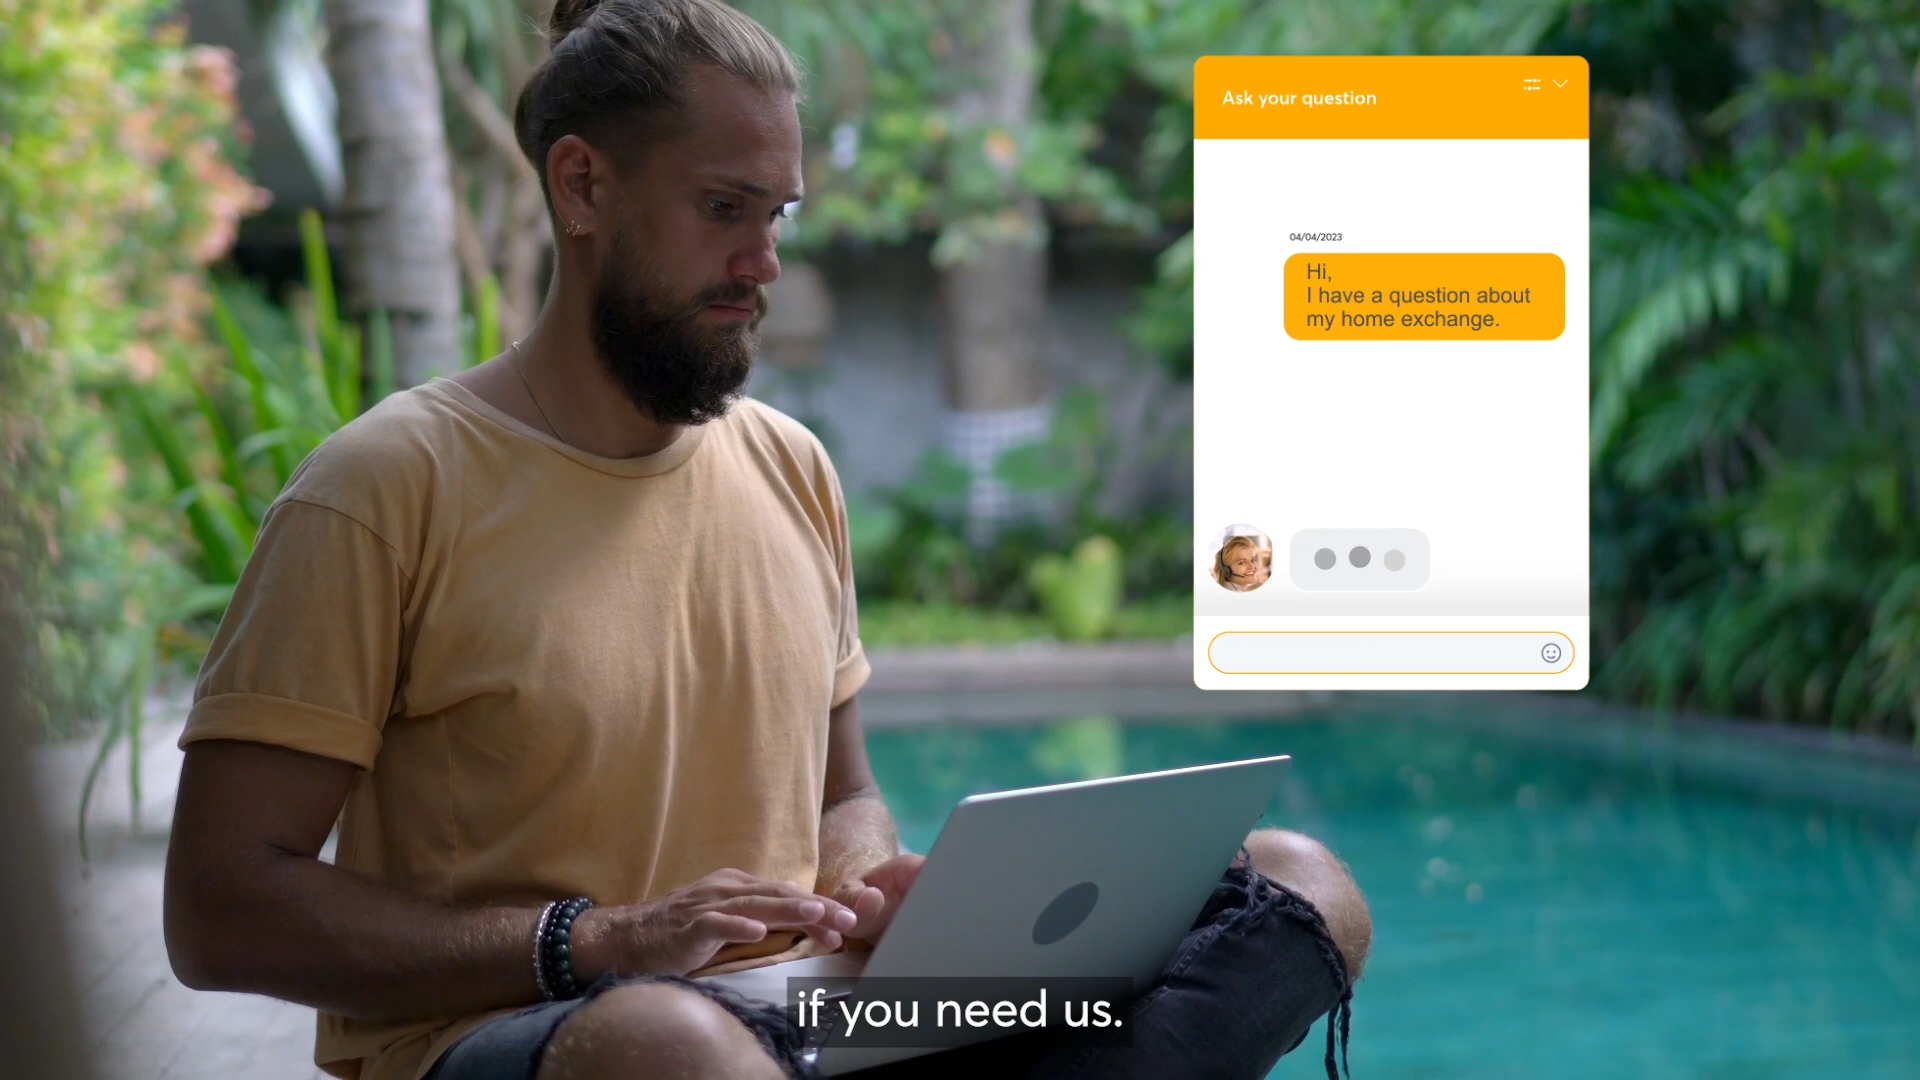 Ask your question
04/04/2023
Hi,
I have a question about
my home exchange.
if you need us.